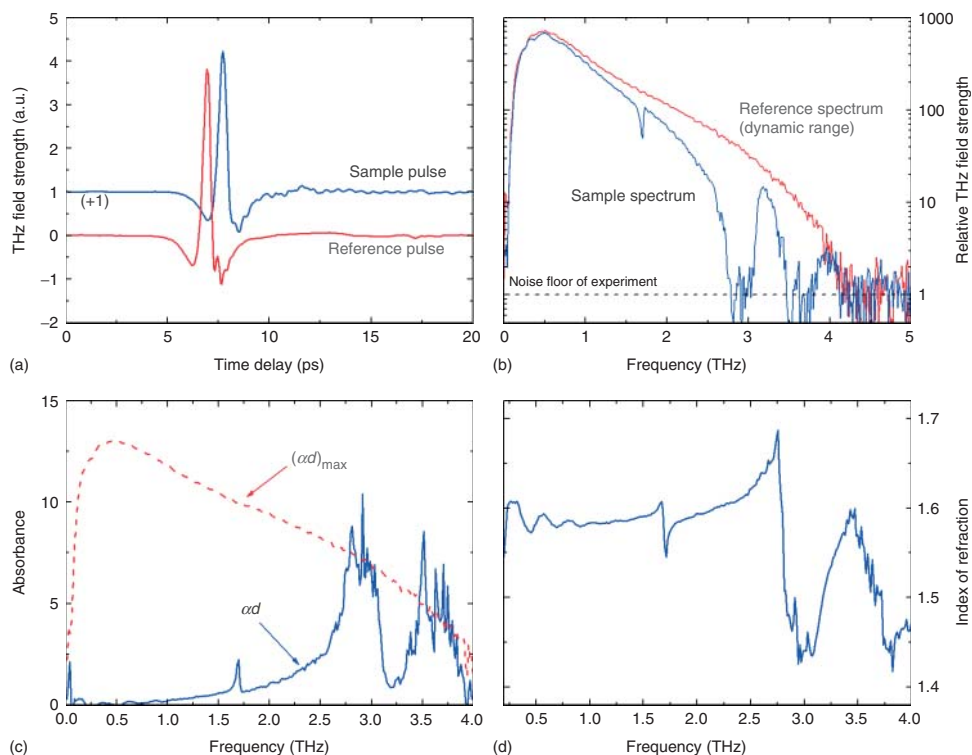 5
4
3
2
1
0
−1
−2
THz field strength (a.u.)
(+1)
Sample pulse
Reference pulse
0
5
10
15
20
(a)
Time delay (ps)
1000
100
10
1
Relative THz field strength
Reference spectrum
(dynamic range)
Sample spectrum
Noise floor of experiment
0
1
2
3
4
5
(b)
Frequency (THz)
15
10
5
0
Absorbance
(αd)max
αd
0.0
0.5
1.0
1.5
2.0
2.5
3.0
3.5
4.0
(c)
Frequency (THz)
1.7
1.6
1.5
1.4
Index of refraction
0.5
1.0
1.5
2.0
2.5
3.0
3.5
4.0
(d)
Frequency (THz)